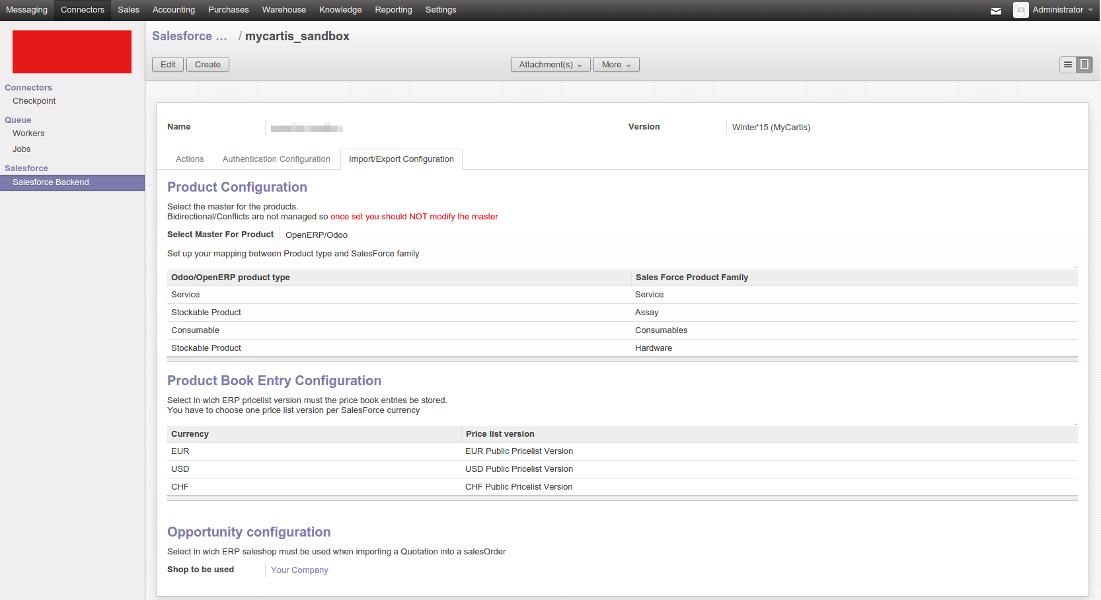 Messaging Connectors Sales Accounting Purchases Warehouse Knowledge Reporting Settings Administrator
Salesforce ... / mycartis_sandbox
Edit Create Attachment(s) More
Connectors
Checkpoint
Queue
Workers
Jobs
Salesforce
Salesforce Backend
Name Version Winter'15 (MyCartis)
Actions Authentication Configuration Import/Export Configuration
Product Configuration
Select the master for the products.
Bidirectional/Conflicts are not managed so once set you should NOT modify the master
Select Master For Product OpenERP/Odoo
Set up your mapping between Product type and SalesForce family
Odoo/OpenERP product type Sales Force Product Family
Service Service
Stockable Product Assay
Consumable Consumables
Stockable Product Hardware
Product Book Entry Configuration
Select in wich ERP pricelist version must the price book entries be stored.
You have to choose one price list version per SalesForce currency
Currency Price list version
EUR EUR Public Pricelist Version
USD USD Public Pricelist Version
CHF CHF Public Pricelist Version
Opportunity configuration
Select in wich ERP saleshop must be used when importing a Quotation into a salesOrder
Shop to be used Your Company